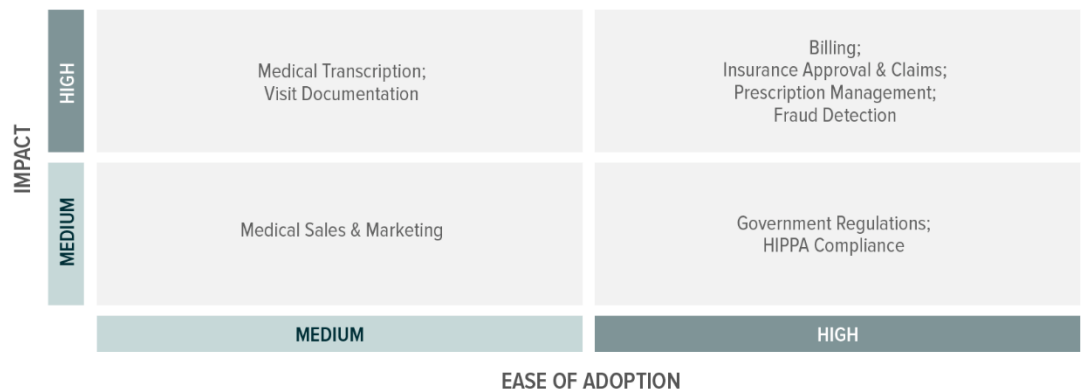 IMPACT
HIGH
Medical Transcription;
Visit Documentation
Billing;
Insurance Approval & Claims;
Prescription Management;
Fraud Detection
MEDIUM
Medical Sales & Marketing
Government Regulations;
HIPPA Compliance
MEDIUM
HIGH
EASE OF ADOPTION